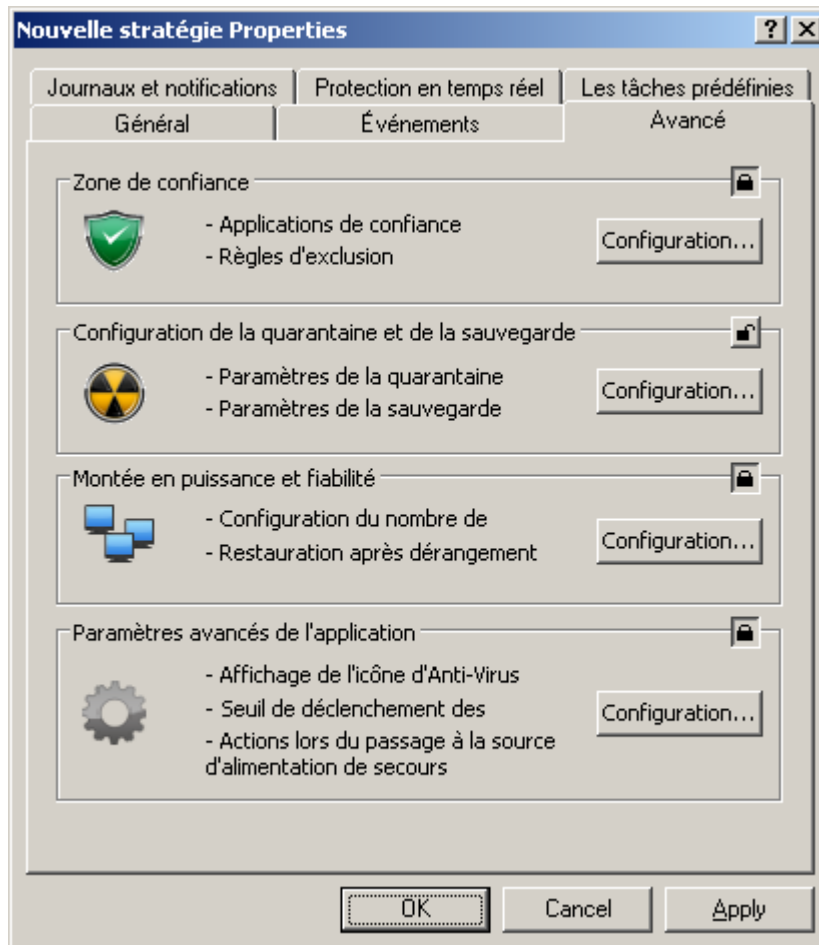 Nouvelle stratégie Properties
Journaux et notifications
Protection en temps réel
Les tâches prédéfinies
Général
Événements
Avancé
Zone de confiance
- Applications de confiance
- Règles d'exclusion
Configuration...
Configuration de la quarantaine et de la sauvegarde
- Paramètres de la quarantaine
- Paramètres de la sauvegarde
Configuration...
Montée en puissance et fiabilité
- Configuration du nombre de
- Restauration après dérangement
Configuration...
Paramètres avancés de l'application
- Affichage de l'icône d'Anti-Virus
- Seuil de déclenchement des
- Actions lors du passage à la source
d'alimentation de secours
Configuration...
OK
Cancel
Apply